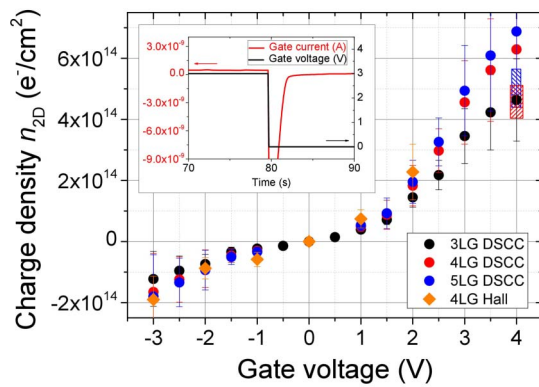 Charge density n2D (e-/cm2)
6x10^14
4x10^14
2x10^14
0
-2x10^14
3.0x10^-9
0.0
-3.0x10^-9
-6.0x10^-9
-9.0x10^-9
Gate current (A)
Gate voltage (V)
4
3
2
1
0
70 80 90
Time (s)
3LG DSCC
4LG DSCC
5LG DSCC
4LG Hall
-3 -2 -1 0 1 2 3 4
Gate voltage (V)